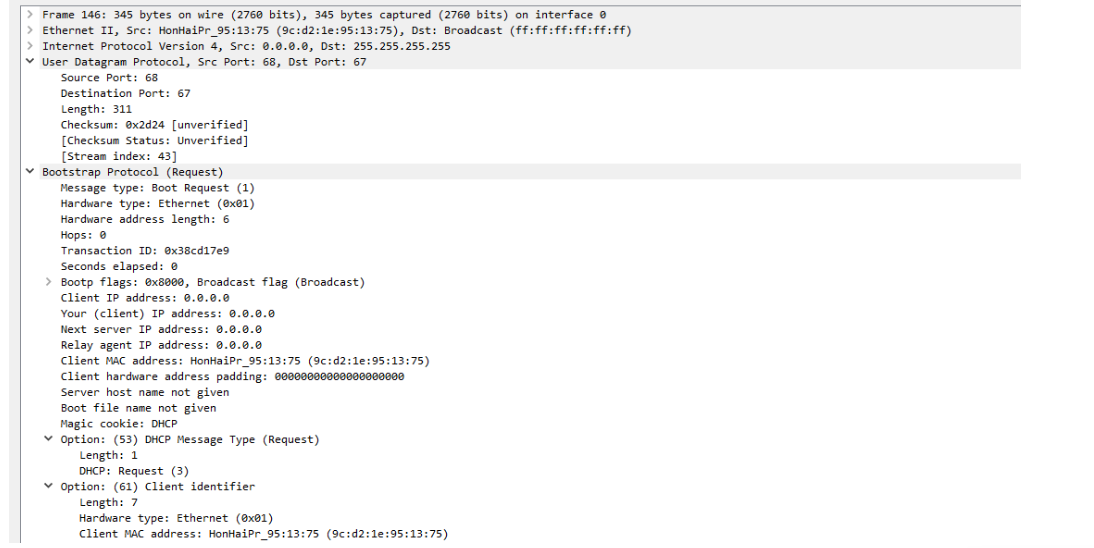 Frame 146: 345 bytes on wire (2760 bits), 345 bytes captured (2760 bits) on interface 0
Ethernet II, Src: HonHaiPr_95:13:75 (9c:d2:1e:95:13:75), Dst: Broadcast (ff:ff:ff:ff:ff:ff)
Internet Protocol Version 4, Src: 0.0.0.0, Dst: 255.255.255.255
User Datagram Protocol, Src Port: 68, Dst Port: 67
Source Port: 68
Destination Port: 67
Length: 311
Checksum: 0x2d24 [unverified]
[Checksum Status: Unverified]
[Stream index: 43]
Bootstrap Protocol (Request)
Message type: Boot Request (1)
Hardware type: Ethernet (0x01)
Hardware address length: 6
Hops: 0
Transaction ID: 0x38cd17e9
Seconds elapsed: 0
Bootp flags: 0x8000, Broadcast flag (Broadcast)
Client IP address: 0.0.0.0
Your (client) IP address: 0.0.0.0
Next server IP address: 0.0.0.0
Relay agent IP address: 0.0.0.0
Client MAC address: HonHaiPr_95:13:75 (9c:d2:1e:95:13:75)
Client hardware address padding: 00000000000000000000
Server host name not given
Boot file name not given
Magic cookie: DHCP
Option: (53) DHCP Message Type (Request)
Length: 1
DHCP: Request (3)
Option: (61) Client identifier
Length: 7
Hardware type: Ethernet (0x01)
Client MAC address: HonHaiPr_95:13:75 (9c:d2:1e:95:13:75)